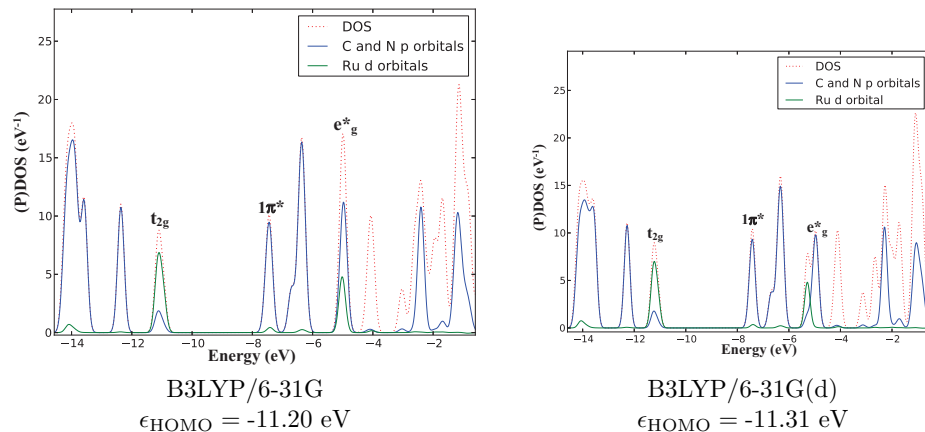 25
20
15
10
5
0
(P)DOS (eV⁻¹)
DOS
C and N p orbitals
Ru d orbitals
t₂g
1π*
e*g
−14 −12 −10 −8 −6 −4 −2
Energy (eV)
B3LYP/6-31G
ϵHOMO = -11.20 eV
25
20
15
10
5
0
(P)DOS (eV⁻¹)
DOS
C and N p orbitals
Ru d orbital
t₂g
1π*
e*g
−14 −12 −10 −8 −6 −4 −2
Energy (eV)
B3LYP/6-31G(d)
ϵHOMO = -11.31 eV